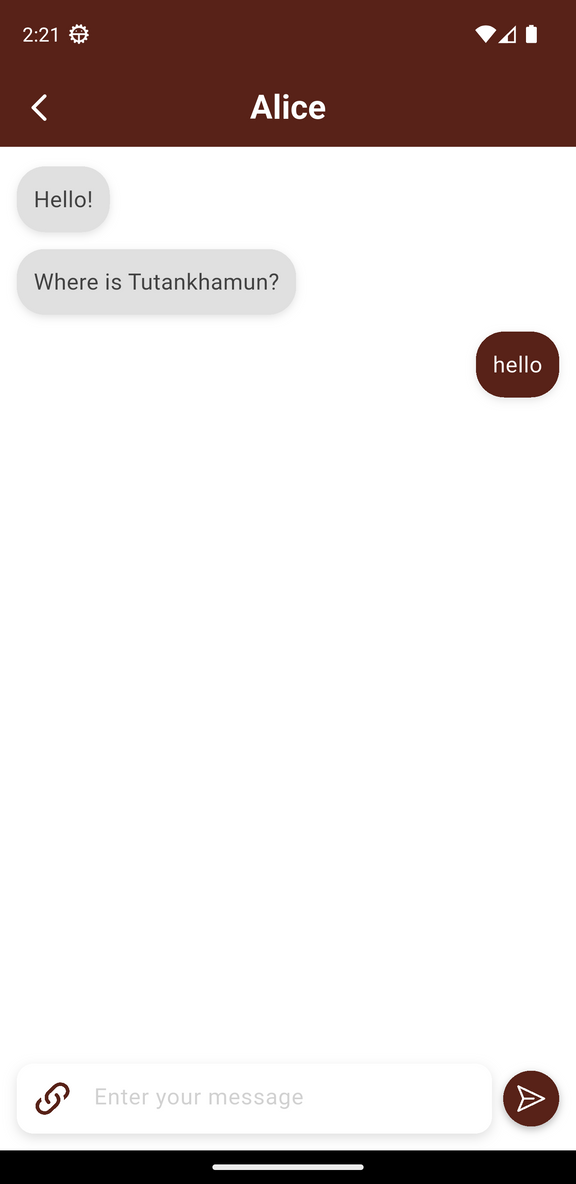 2:21
Alice
Hello!
Where is Tutankhamun?
hello
Enter your message